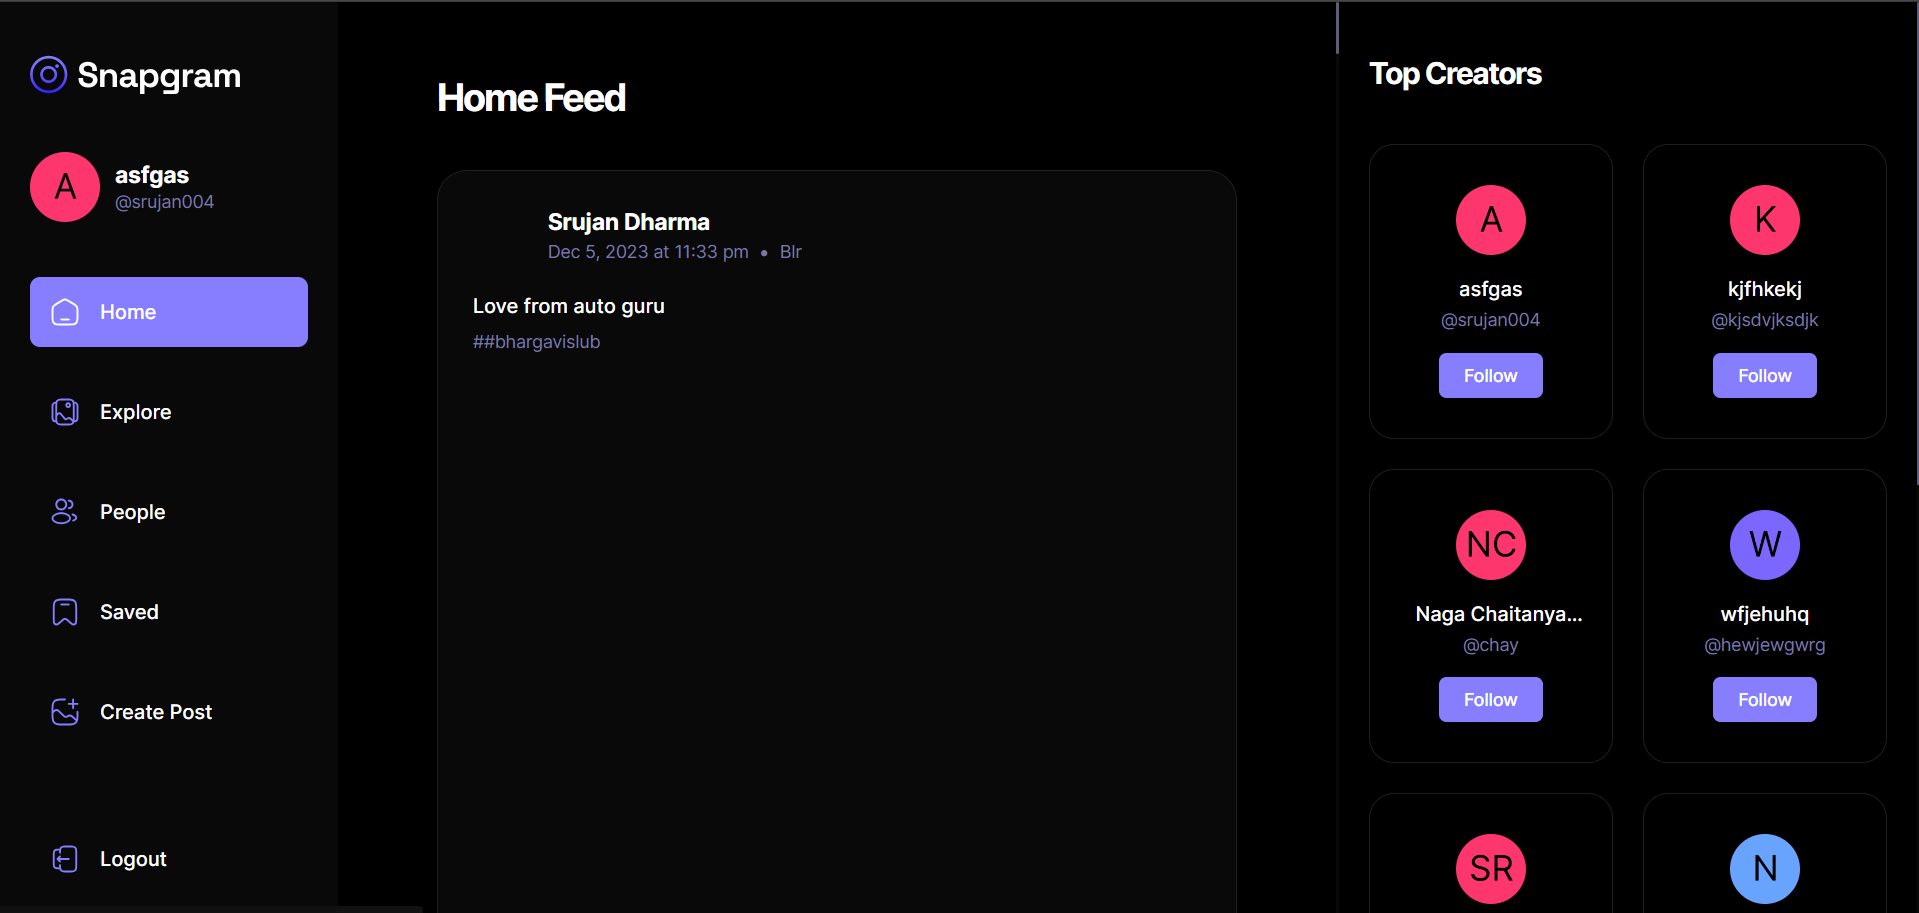 Snapgram
A
asfgas
@srujan004
Home
Explore
People
Saved
Create Post
Logout
Home Feed
Srujan Dharma
Dec 5, 2023 at 11:33 pm • Blr
Love from auto guru
##bhargavislub
Top Creators
A
asfgas
@srujan004
Follow
K
kjfhkekj
@kjsdvjksdjk
Follow
NC
Naga Chaitanya...
@chay
Follow
W
wfjehuhq
@hewjewgwrg
Follow
SR
N